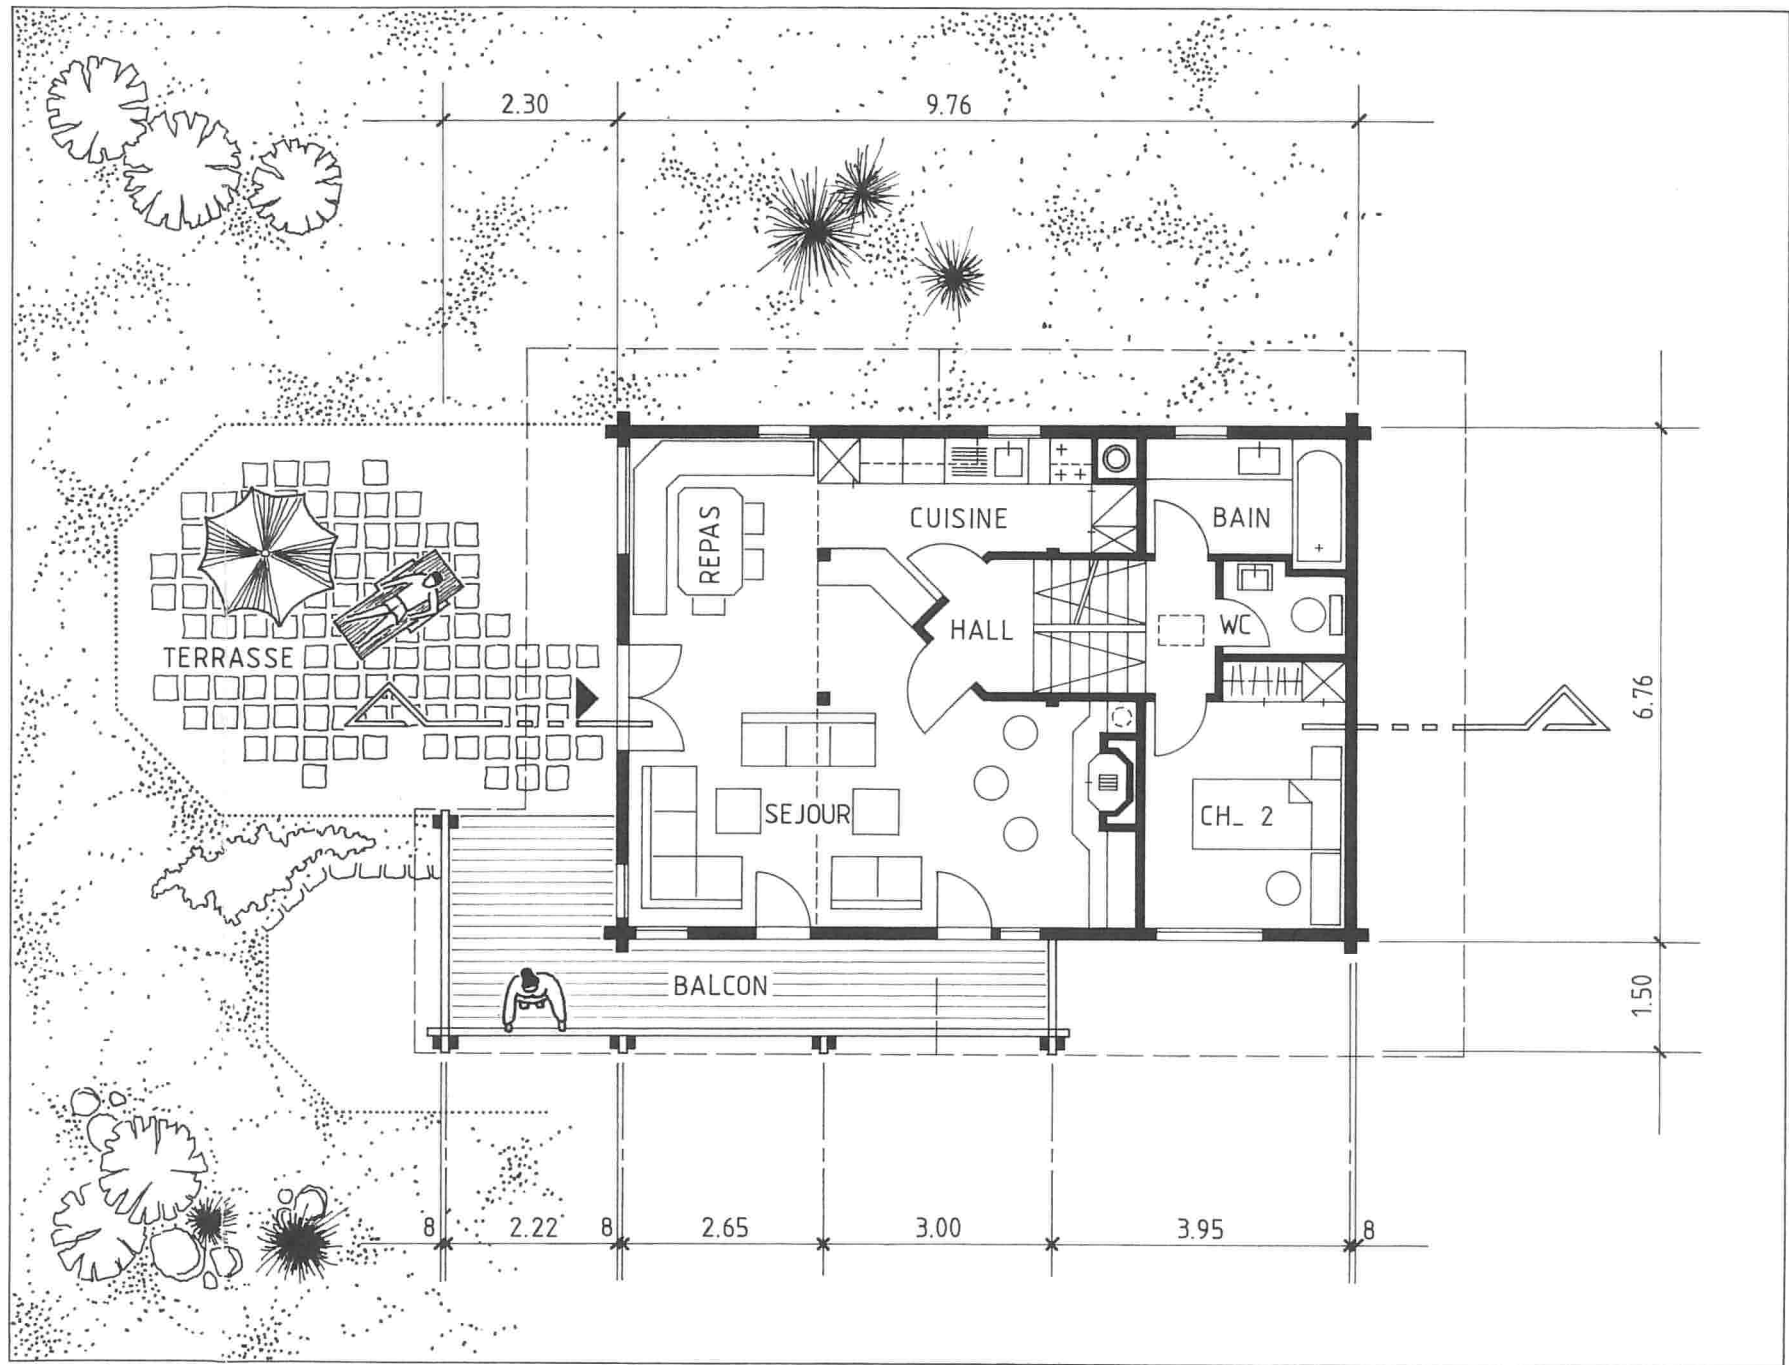 2.30
9.76
REPAS
CUISINE
BAIN
HALL
WC
TERRASSE
6.76
SEJOUR
CH_ 2
BALCON
1.50
8
2.22
8
2.65
3.00
3.95
8